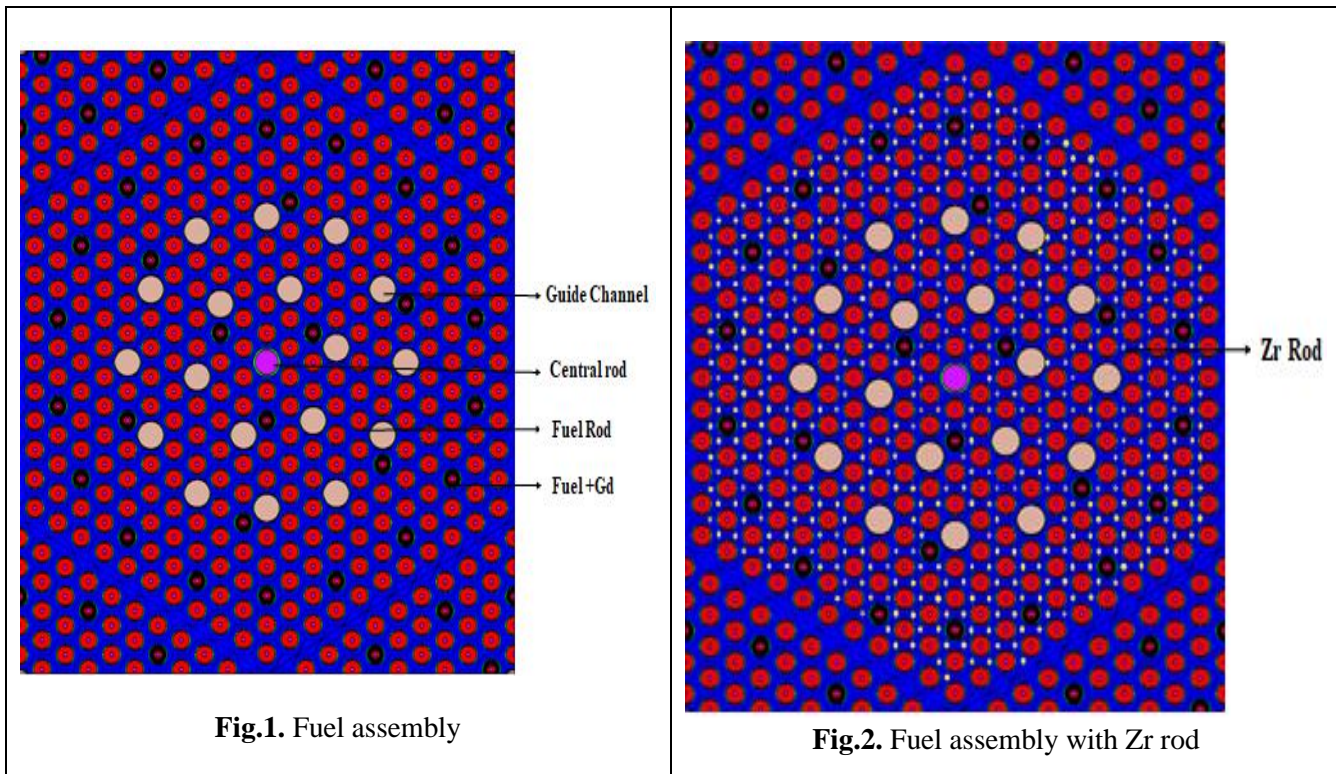 Guide Channel
Central rod
Fuel Rod
Fuel +Gd
Fig.1. Fuel assembly
Zr Rod
Fig.2. Fuel assembly with Zr rod